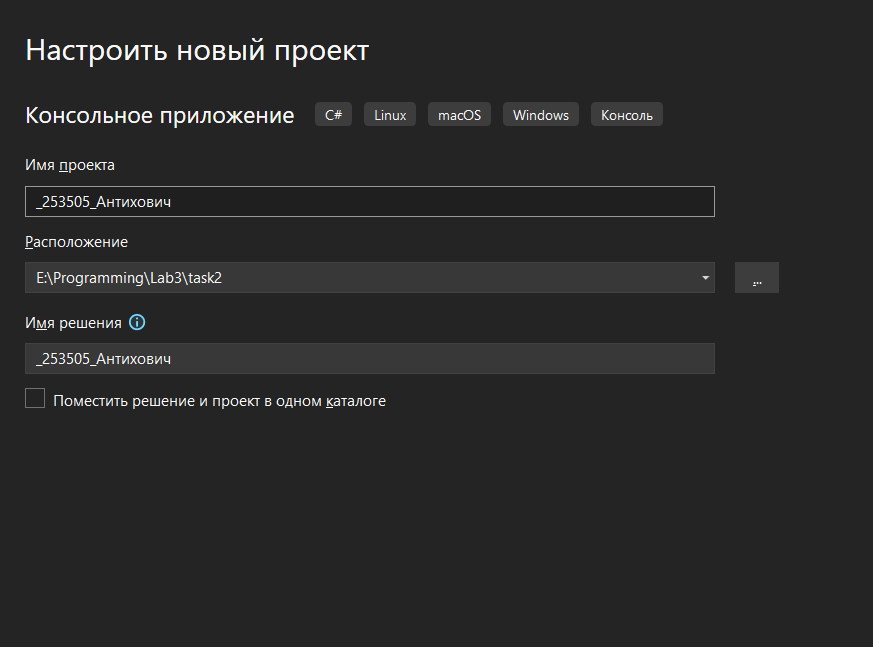 Настроить новый проект
Консольное приложение C# Linux macOS Windows Консоль
Имя проекта
_253505_Антихович
Расположение
E:\Programming\Lab3\task2
...
Имя решения
_253505_Антихович
Поместить решение и проект в одном каталоге